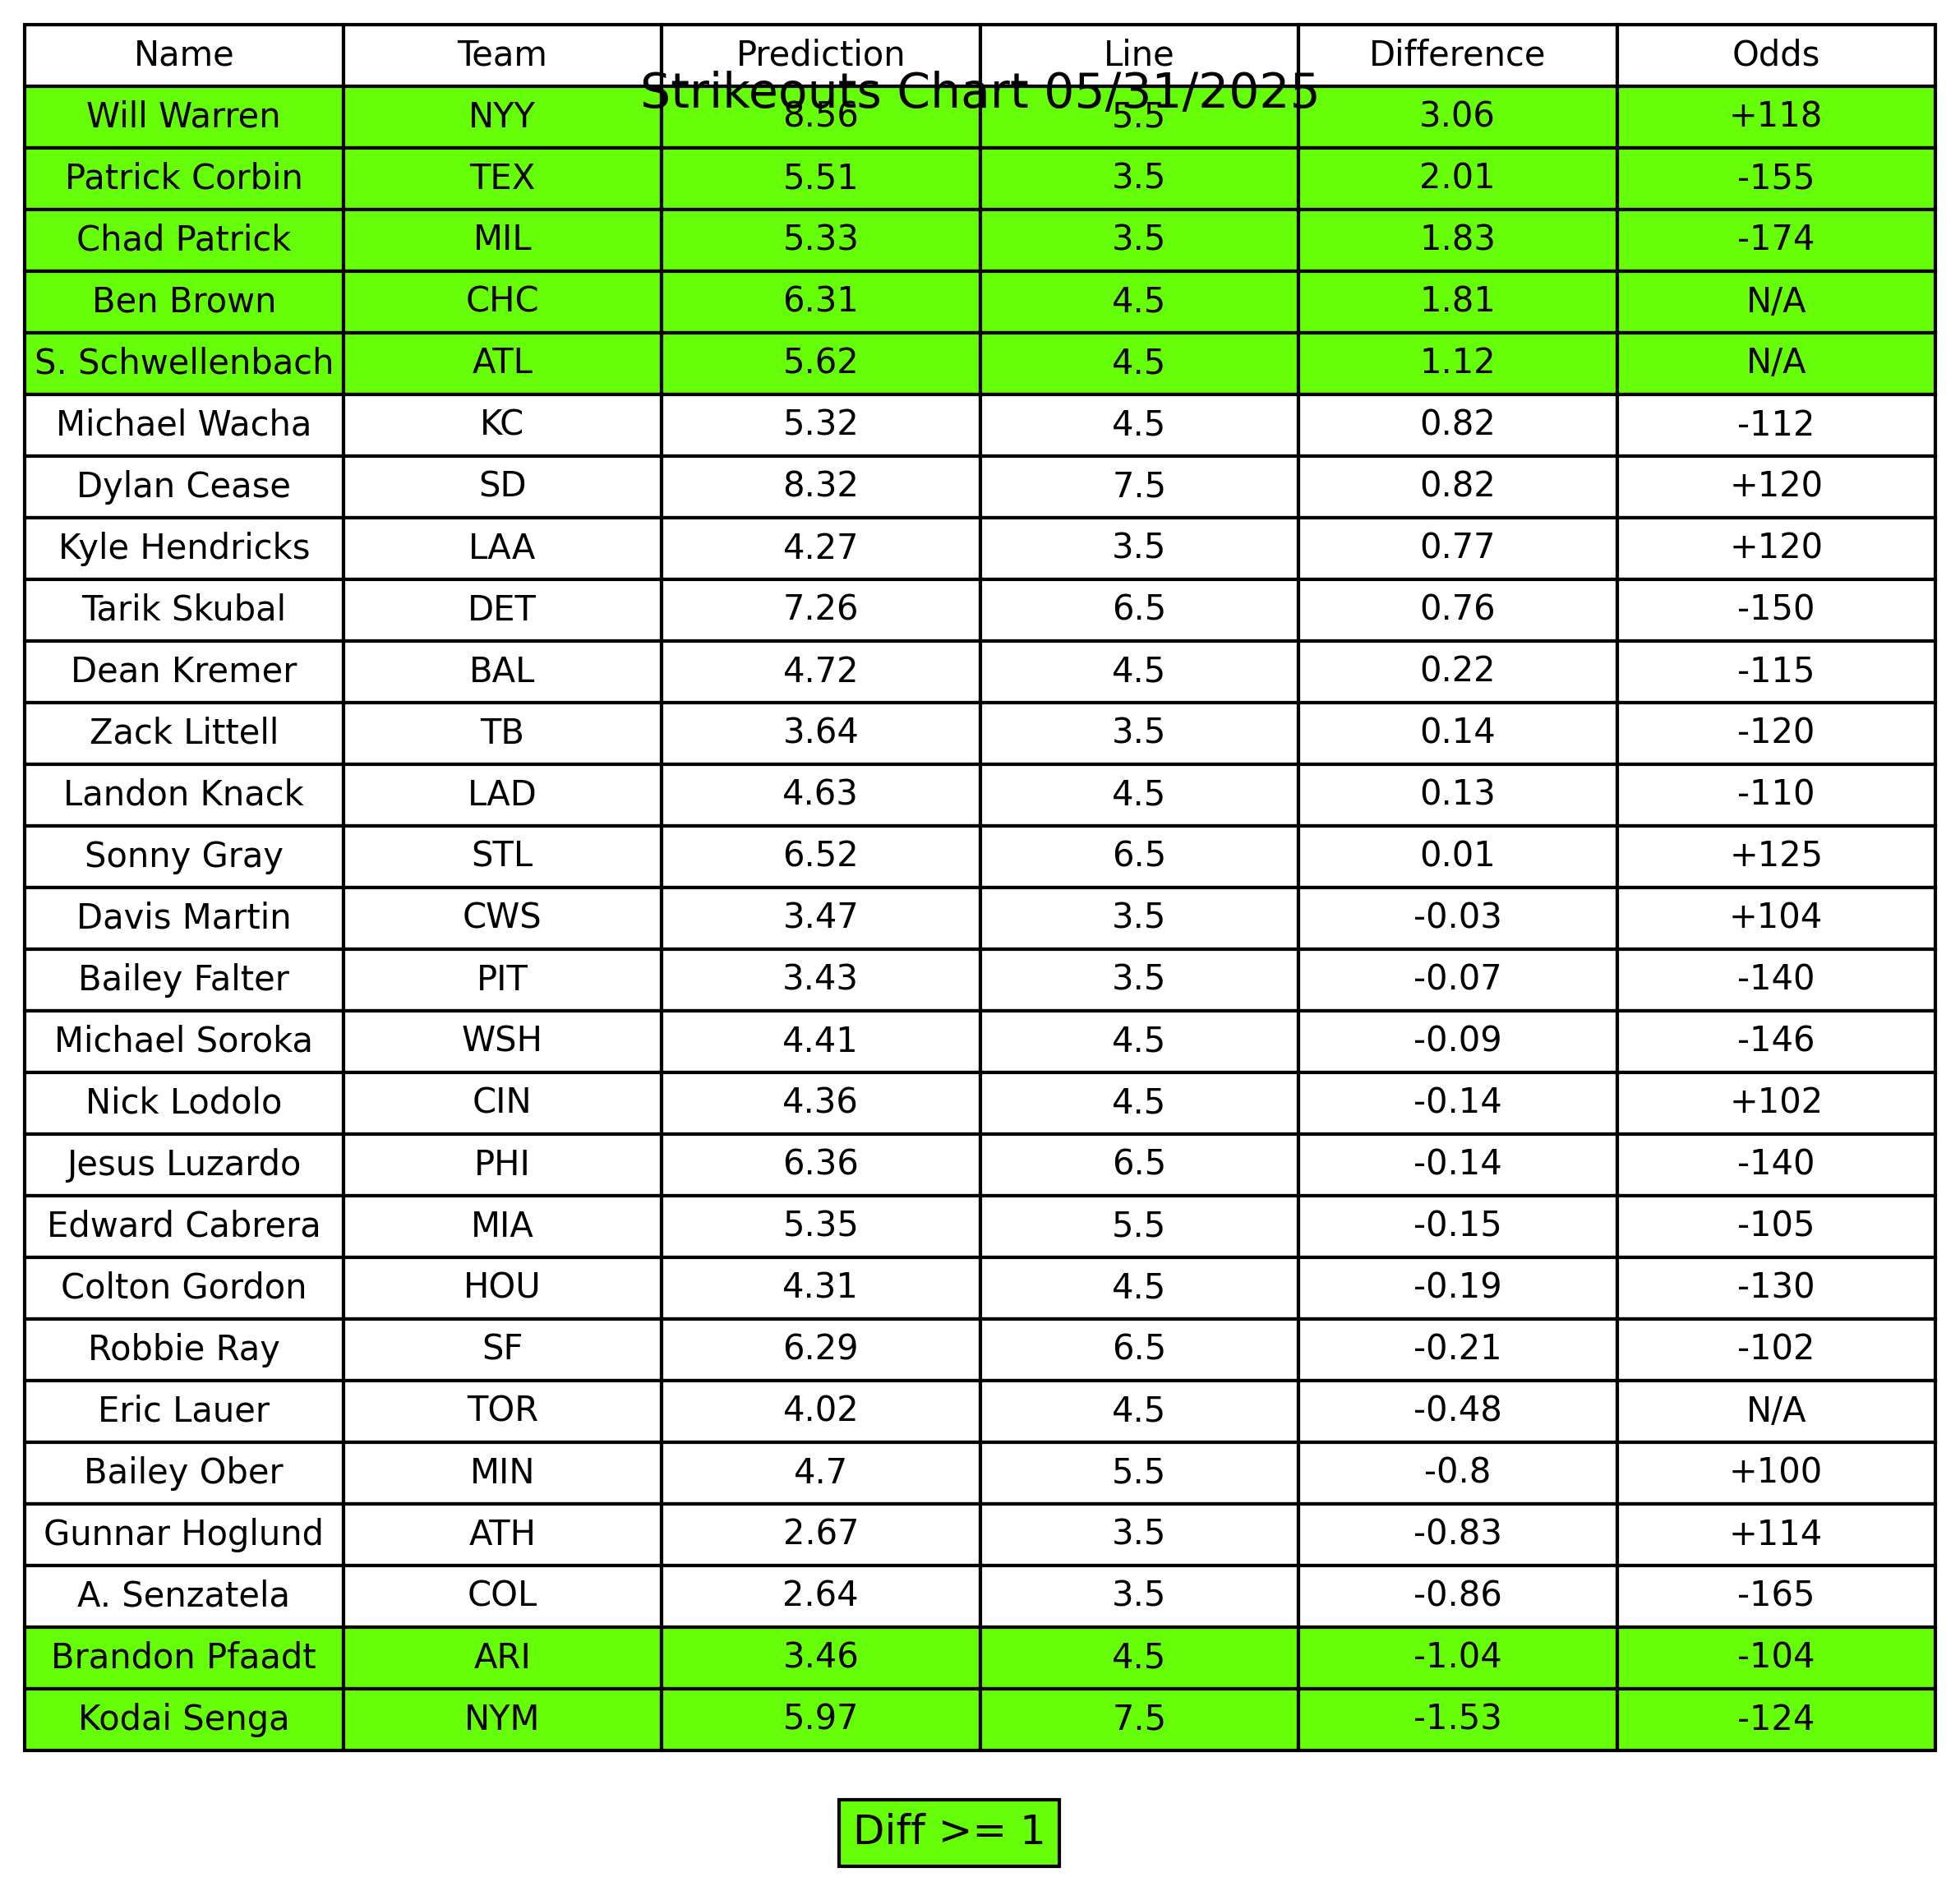 Name Team Prediction Line Difference Odds
Strikeouts Chart 05/31/2025
Will Warren NYY 8.56 5.5 3.06 +118
Patrick Corbin TEX 5.51 3.5 2.01 -155
Chad Patrick MIL 5.33 3.5 1.83 -174
Ben Brown CHC 6.31 4.5 1.81 N/A
S. Schwellenbach ATL 5.62 4.5 1.12 N/A
Michael Wacha KC 5.32 4.5 0.82 -112
Dylan Cease SD 8.32 7.5 0.82 +120
Kyle Hendricks LAA 4.27 3.5 0.77 +120
Tarik Skubal DET 7.26 6.5 0.76 -150
Dean Kremer BAL 4.72 4.5 0.22 -115
Zack Littell TB 3.64 3.5 0.14 -120
Landon Knack LAD 4.63 4.5 0.13 -110
Sonny Gray STL 6.52 6.5 0.01 +125
Davis Martin CWS 3.47 3.5 -0.03 +104
Bailey Falter PIT 3.43 3.5 -0.07 -140
Michael Soroka WSH 4.41 4.5 -0.09 -146
Nick Lodolo CIN 4.36 4.5 -0.14 +102
Jesus Luzardo PHI 6.36 6.5 -0.14 -140
Edward Cabrera MIA 5.35 5.5 -0.15 -105
Colton Gordon HOU 4.31 4.5 -0.19 -130
Robbie Ray SF 6.29 6.5 -0.21 -102
Eric Lauer TOR 4.02 4.5 -0.48 N/A
Bailey Ober MIN 4.7 5.5 -0.8 +100
Gunnar Hoglund ATH 2.67 3.5 -0.83 +114
A. Senzatela COL 2.64 3.5 -0.86 -165
Brandon Pfaadt ARI 3.46 4.5 -1.04 -104
Kodai Senga NYM 5.97 7.5 -1.53 -124
Diff >= 1